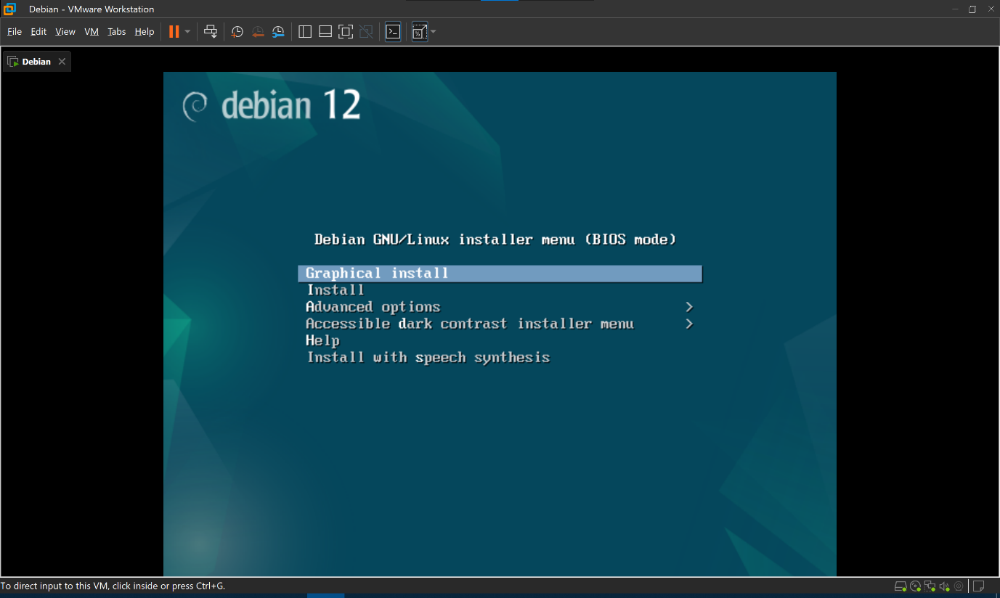 Debian - VMware Workstation
File Edit View VM Tabs Help
Debian
debian 12
Debian GNU/Linux installer menu (BIOS mode)
Graphical install
Install
Advanced options >
Accessible dark contrast installer menu >
Help
Install with speech synthesis
To direct input to this VM, click inside or press Ctrl+G.